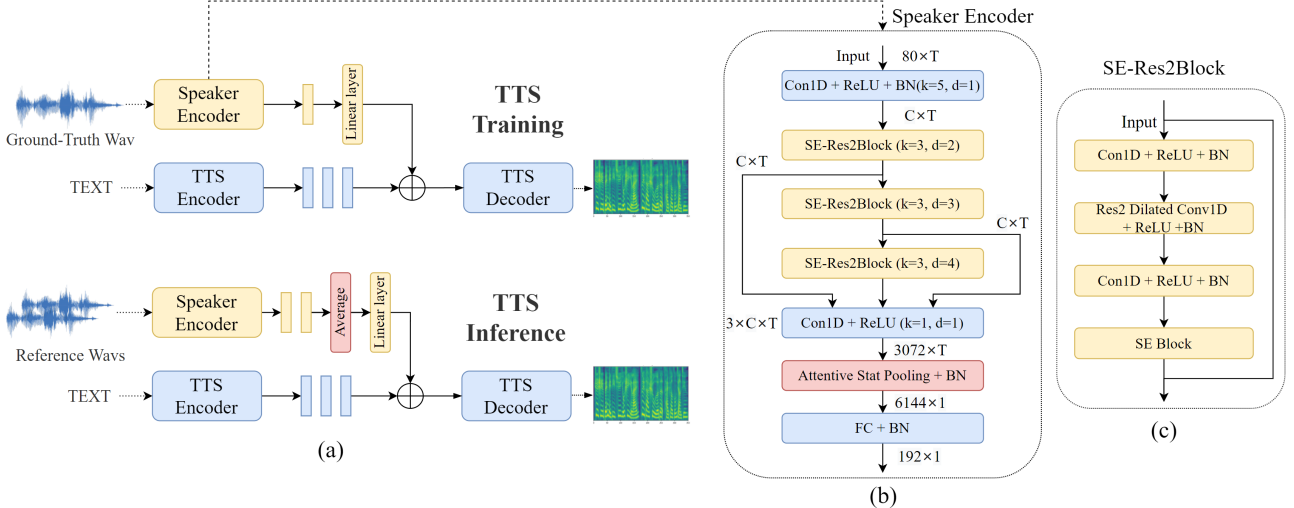 Speaker
Encoder
Linear layer
Ground-Truth Wav
TTS
Training
TEXT
TTS
Encoder
TTS
Decoder
Speaker
Encoder
Average
Linear layer
Reference Wavs
TTS
Inference
TEXT
TTS
Encoder
TTS
Decoder
(a)
Speaker Encoder
Input
80×T
Con1D + ReLU + BN(k=5, d=1)
C×T
SE-Res2Block (k=3, d=2)
C×T
SE-Res2Block (k=3, d=3)
C×T
SE-Res2Block (k=3, d=4)
3×C×T
Con1D + ReLU (k=1, d=1)
3072×T
Attentive Stat Pooling + BN
6144×1
FC + BN
192×1
(b)
SE-Res2Block
Input
Con1D + ReLU + BN
Res2 Dilated Conv1D
+ ReLU +BN
Con1D + ReLU + BN
SE Block
(c)